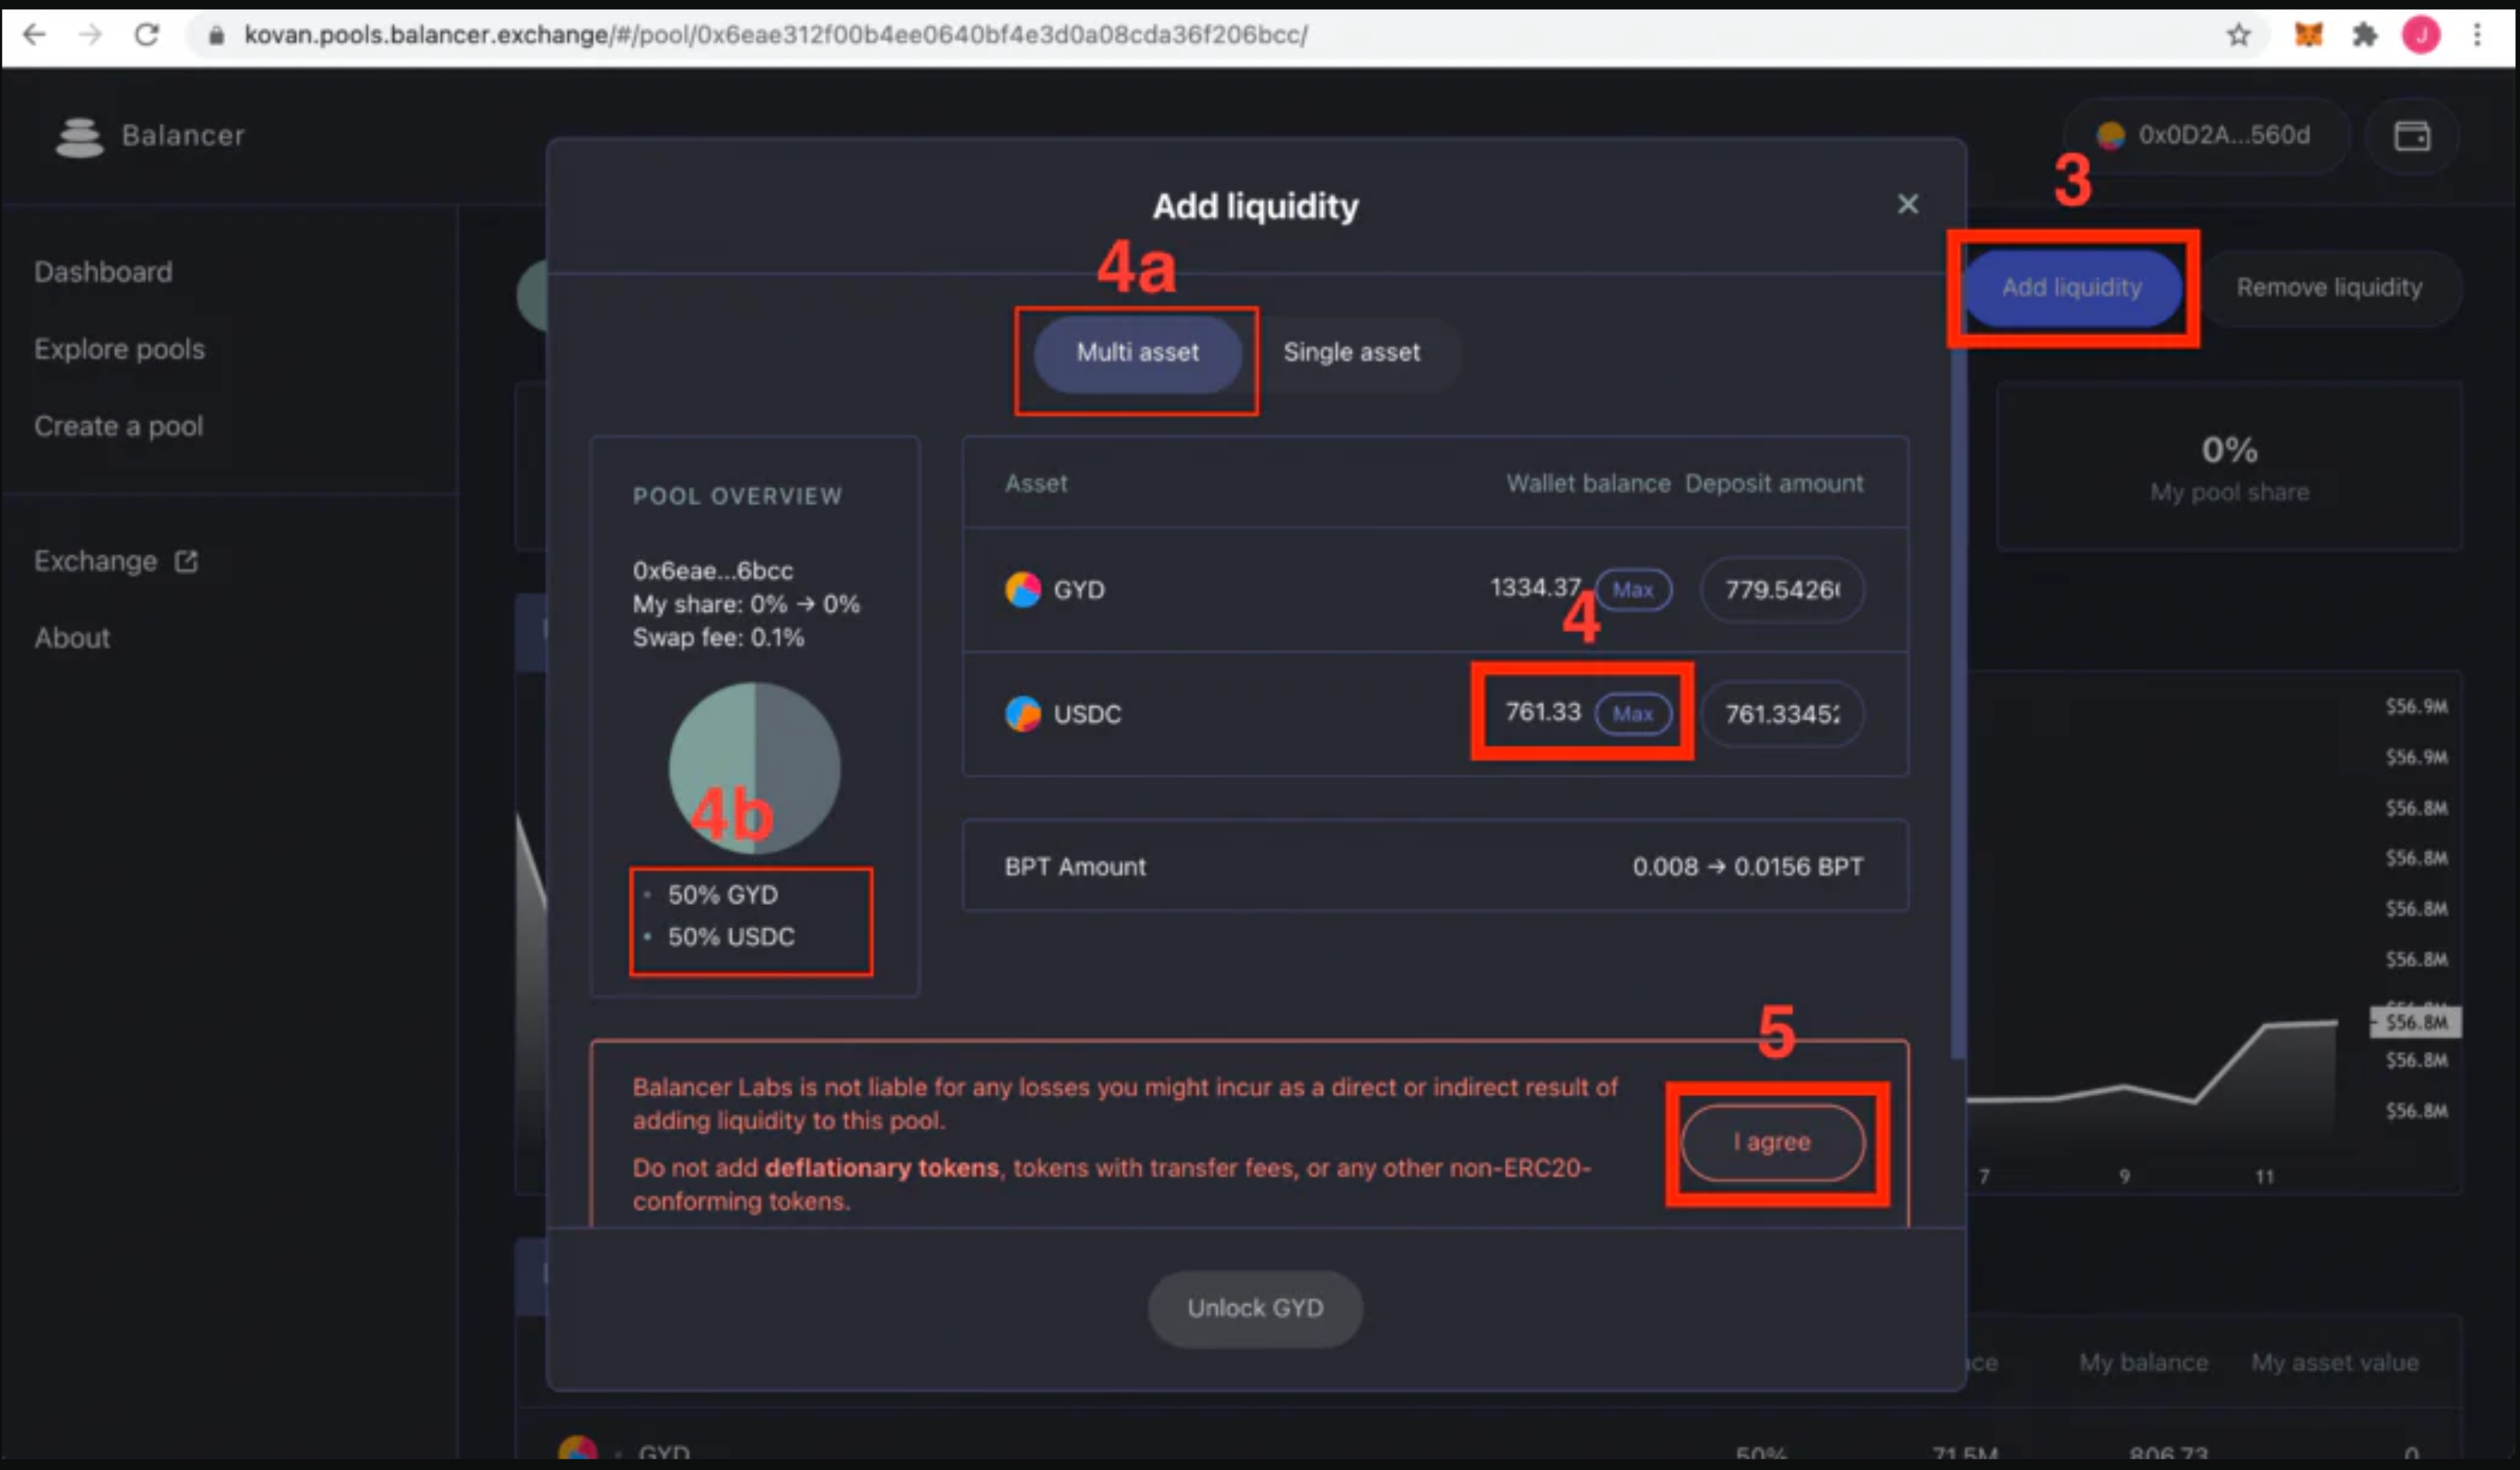 kovan.pools.balancer.exchange/#/pool/0x6eae312f00b4ee0640bf4e3d0a08cda36f206bcc/
J
Balancer
0x0D2A...560d
3
Dashboard
Explore pools
Create a pool
Exchange
About
Add liquidity
Add liquidity
Remove liquidity
4a
Multi asset
Single asset
0%
My pool share
POOL OVERVIEW
0x6eae...6bcc
My share: 0% → 0%
Swap fee: 0.1%
4b
• 50% GYD
• 50% USDC
Asset Wallet balance Deposit amount
GYD 1334.37 Max 779.5426
4
USDC 761.33 Max 761.3345
BPT Amount 0.008 → 0.0156 BPT
5
Balancer Labs is not liable for any losses you might incur as a direct or indirect result of
adding liquidity to this pool.
Do not add deflationary tokens, tokens with transfer fees, or any other non-ERC20-
conforming tokens.
I agree
Unlock GYD
$56.9M
$56.9M
$56.8M
$56.8M
$56.8M
$56.8M
$56.8M
$56.8M
$56.8M
7 9 11
My balance My asset value
GYD 50% 71.5M 806.73 0